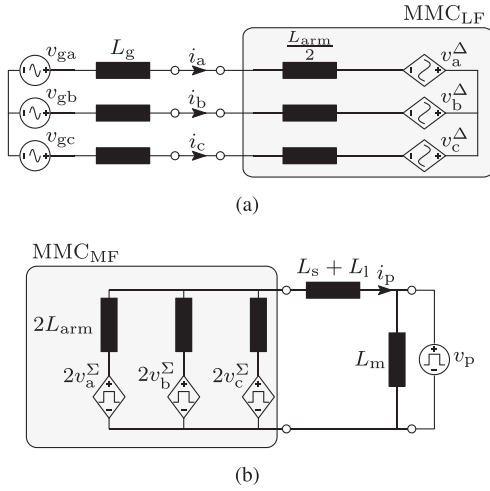 MMC_LF
v_ga L_g i_a L_arm/2 v_a^Δ
v_gb i_b v_b^Δ
v_gc i_c v_c^Δ
(a)
MMC_MF
L_s + L_l i_p
2L_arm
2v_a^Σ 2v_b^Σ 2v_c^Σ L_m v_p
(b)